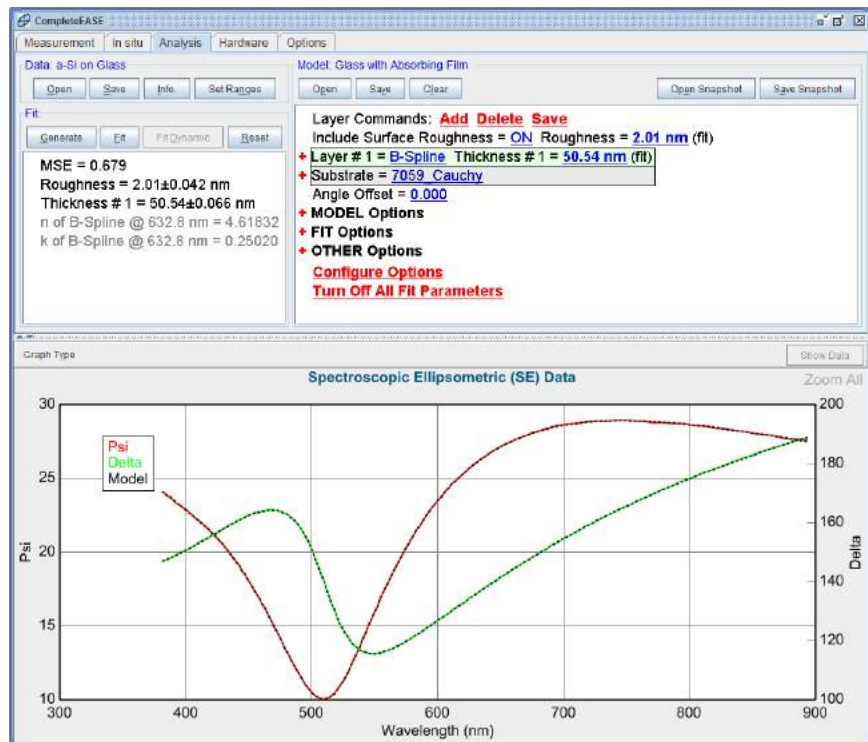 CompleteEASE
Measurement In situ Analysis Hardware Options
Data: a-Si on Glass
Open Save Info. Set Ranges
Fit:
Generate Fit Fit Dynamic Reset
MSE = 0.679
Roughness = 2.01±0.042 nm
Thickness # 1 = 50.54±0.066 nm
n of B-Spline @ 632.8 nm = 4.61832
k of B-Spline @ 632.8 nm = 0.25020
Model: Glass with Absorbing Film
Open Save Clear Open Snapshot Save Snapshot
Layer Commands: Add Delete Save
Include Surface Roughness = ON Roughness = 2.01 nm (fit)
+ Layer # 1 = B-Spline Thickness # 1 = 50.54 nm (fit)
+ Substrate = 7059_Cauchy
Angle Offset = 0.000
+ MODEL Options
+ FIT Options
+ OTHER Options
Configure Options
Turn Off All Fit Parameters
Graph Type Show Data
Spectroscopic Ellipsometric (SE) Data Zoom All
Psi
Delta
Model
30
25
20
15
10
Psi
200
180
160
140
120
100
Delta
300 400 500 600 700 800 900
Wavelength (nm)